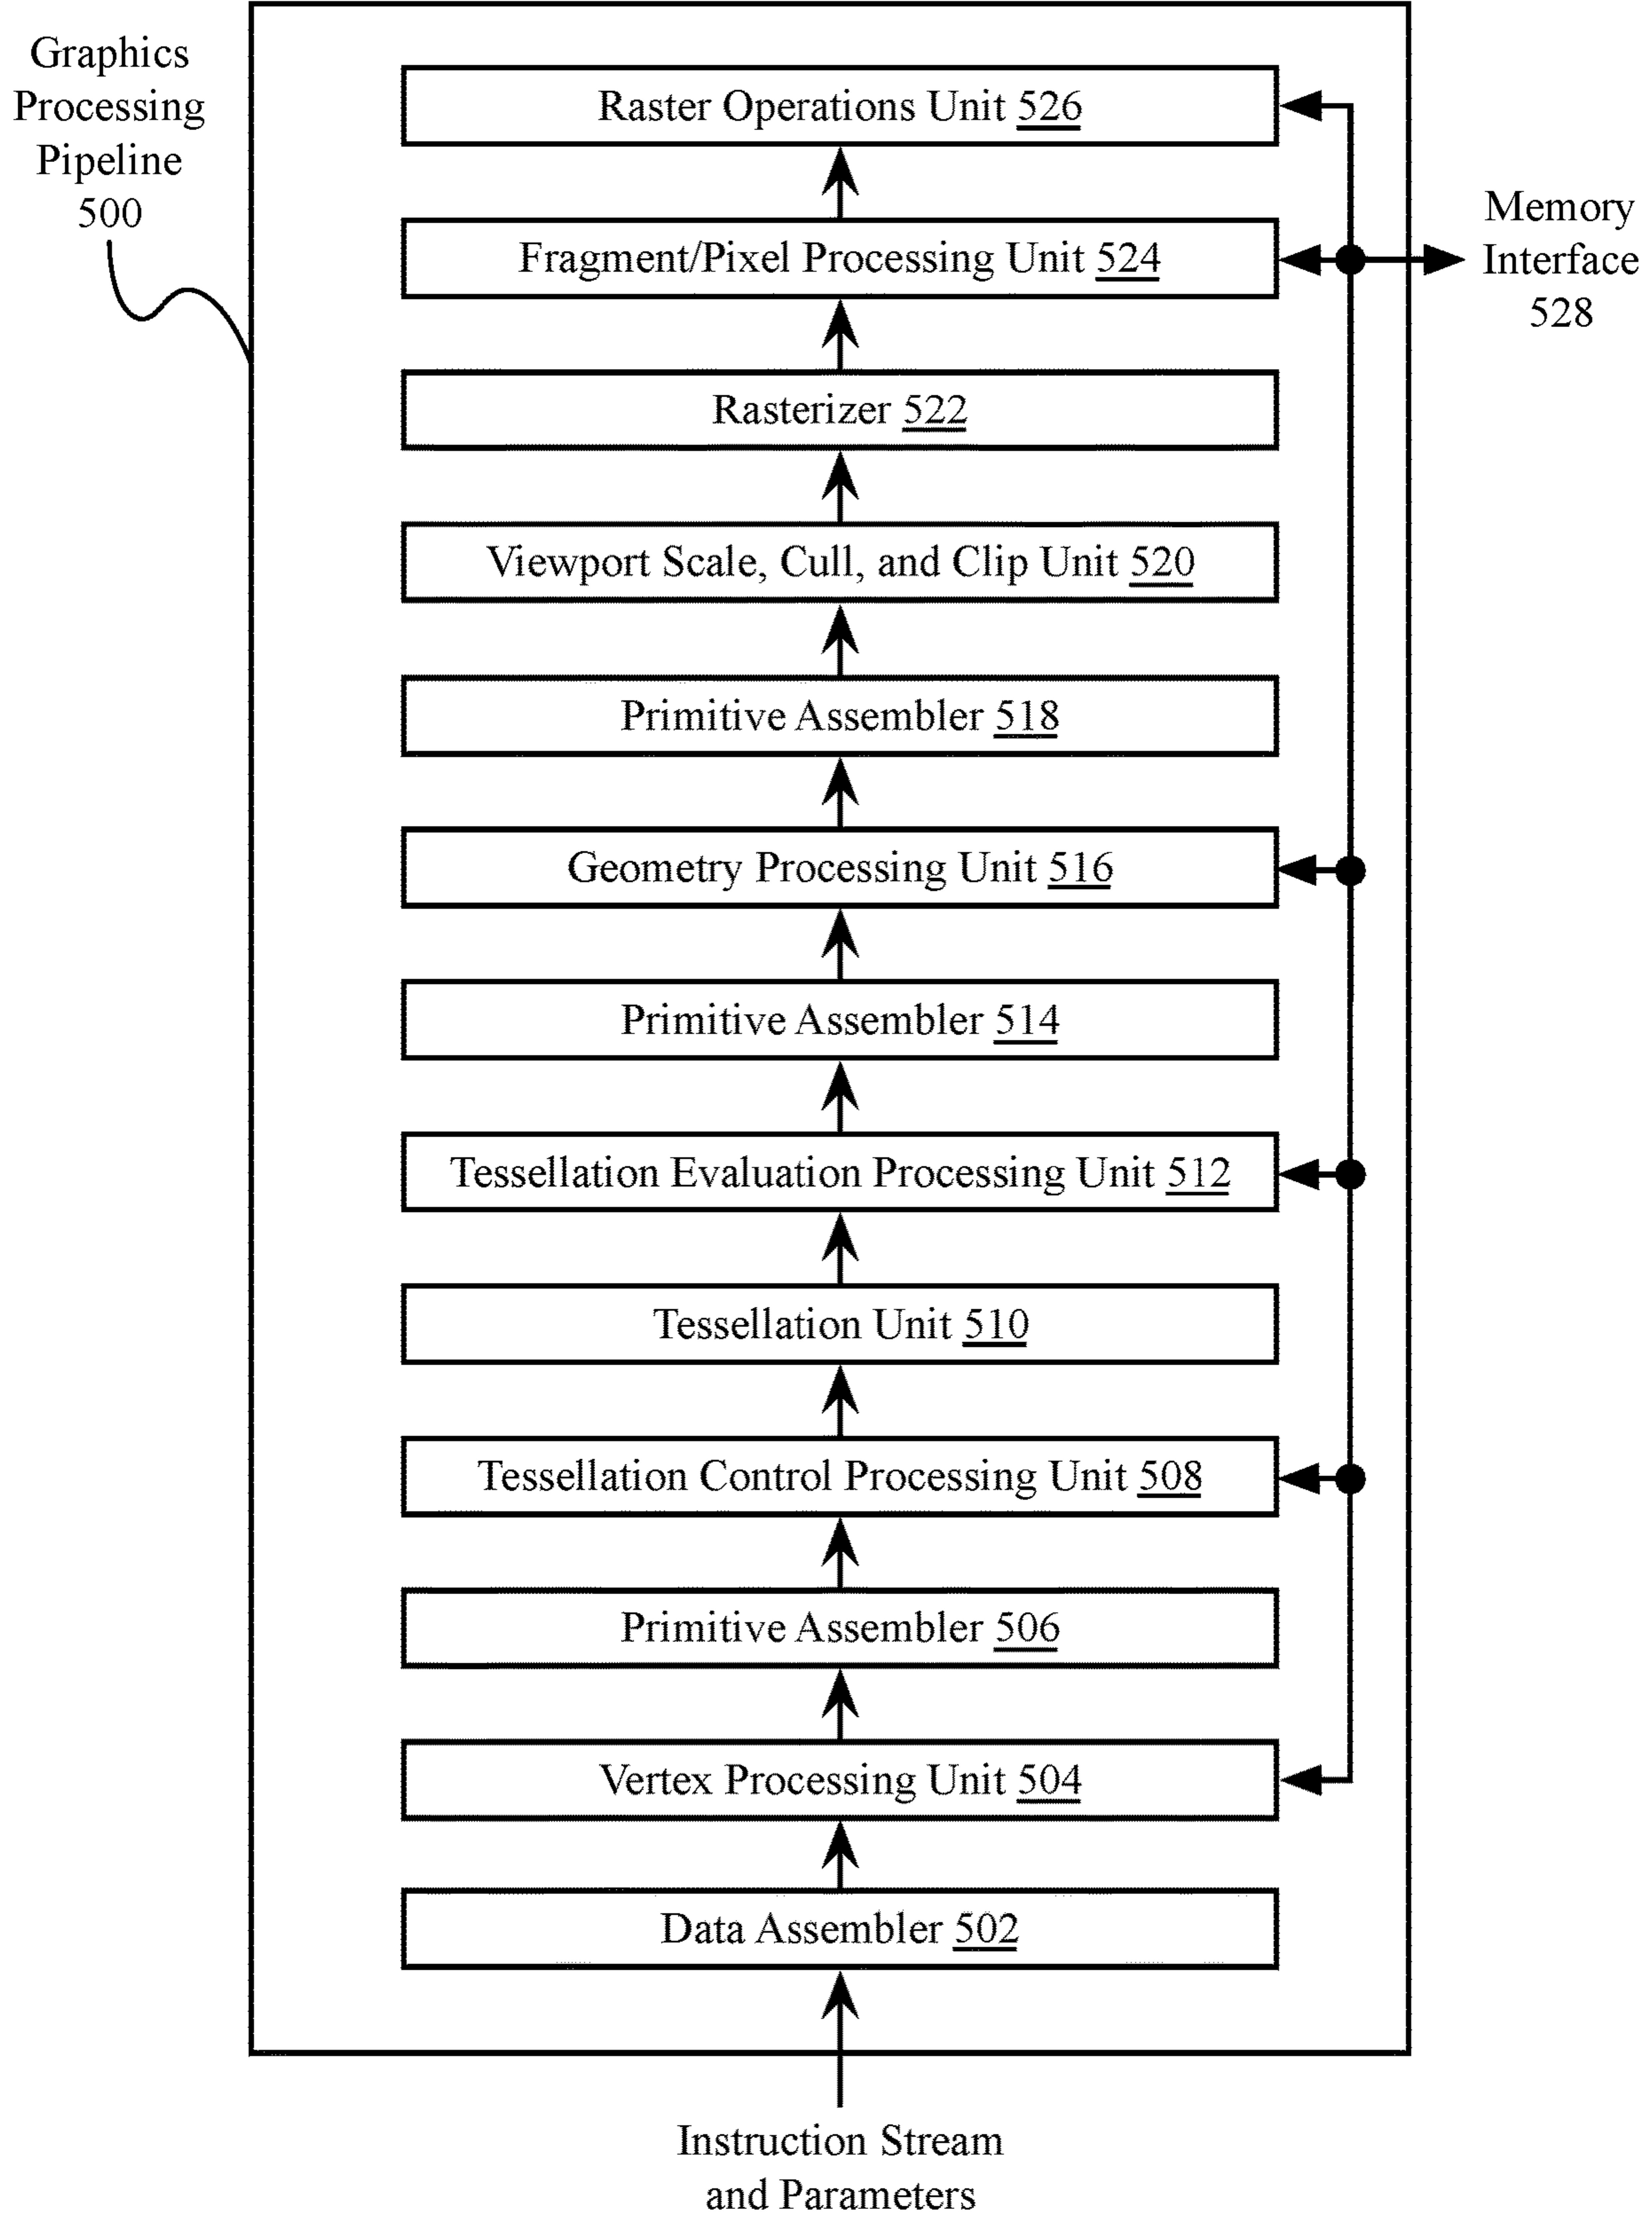 Graphics
Processing
Pipeline
500
Raster Operations Unit 526
Fragment/Pixel Processing Unit 524
Memory
Interface
528
Rasterizer 522
Viewport Scale, Cull, and Clip Unit 520
Primitive Assembler 518
Geometry Processing Unit 516
Primitive Assembler 514
Tessellation Evaluation Processing Unit 512
Tessellation Unit 510
Tessellation Control Processing Unit 508
Primitive Assembler 506
Vertex Processing Unit 504
Data Assembler 502
Instruction Stream
and Parameters